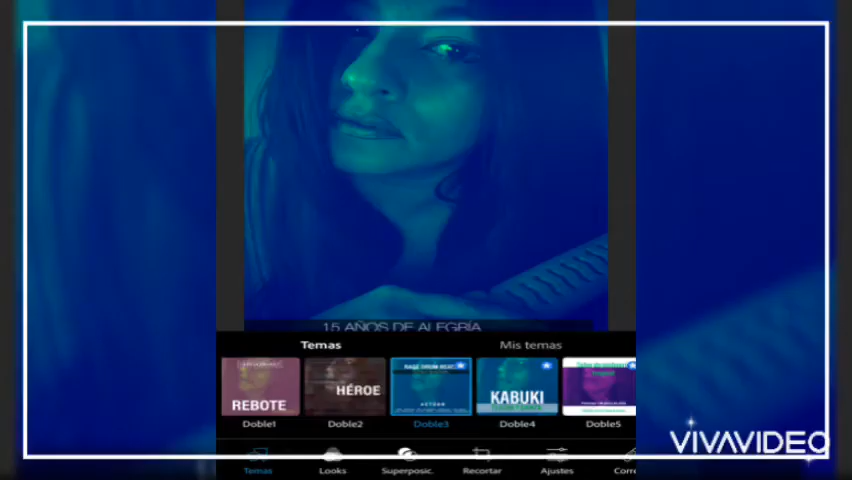 15 AÑOS DE ALEGRÍA
Temas
Mis temas
REBOTE
HÉROE
KABUKI
Doble1
Doble2
Doble3
Doble4
Doble5
Temas
Looks
Superposic.
Recortar
Ajustes
Corre
VIVAVIDEO